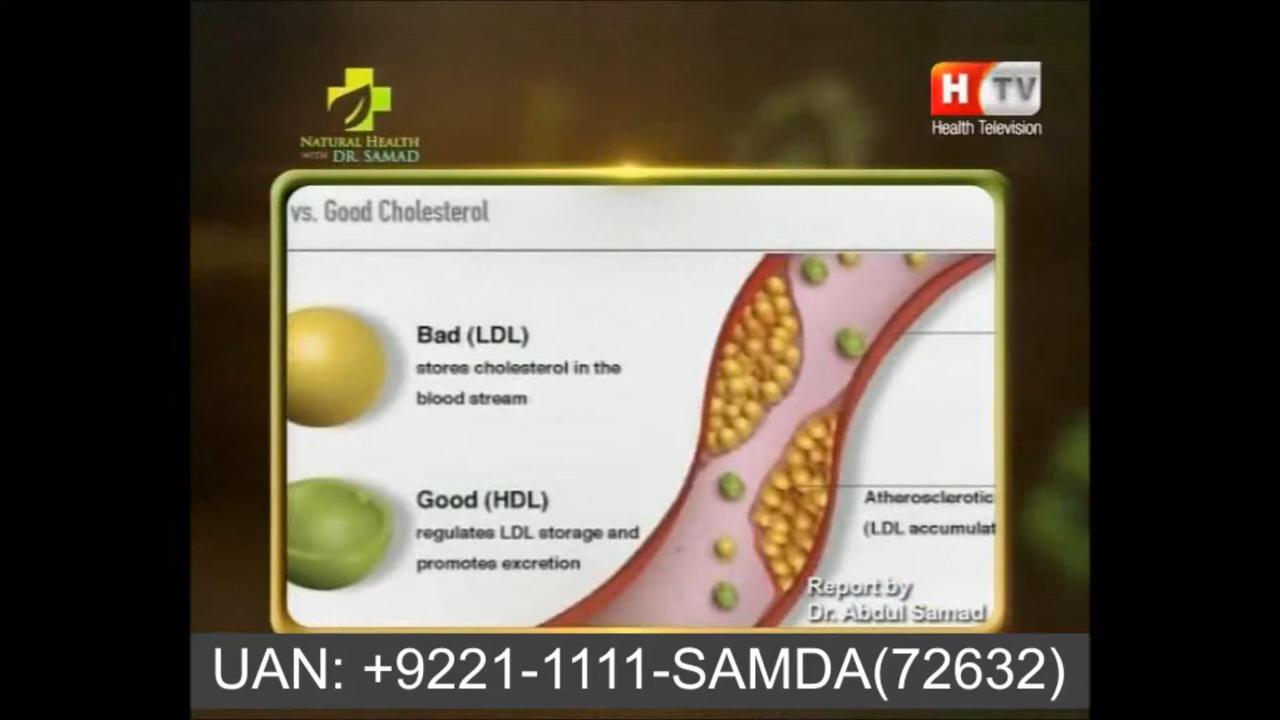 NATURAL HEALTH
WITH DR. SAMAD
H TV
Health Television
vs. Good Cholesterol
Bad (LDL)
stores cholesterol in the
blood stream
Good (HDL)
regulates LDL storage and
promotes excretion
Atherosclerotic
(LDL accumulat
Report by
Dr. Abdul Samad
UAN: +9221-1111-SAMDA(72632)